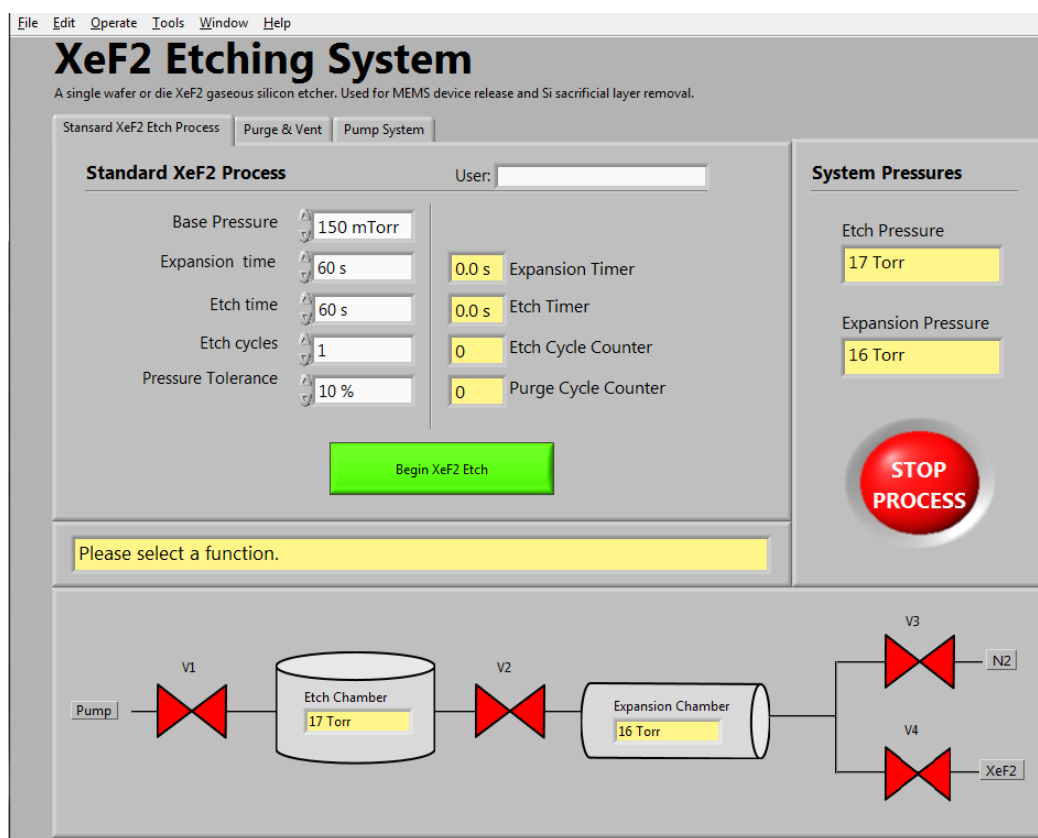 File Edit Operate Tools Window Help
XeF2 Etching System
A single wafer or die XeF2 gaseous silicon etcher. Used for MEMS device release and Si sacrificial layer removal.
Stansard XeF2 Etch Process Purge & Vent Pump System
Standard XeF2 Process
User:
Base Pressure 150 mTorr
Expansion time 60 s
Etch time 60 s
Etch cycles 1
Pressure Tolerance 10 %
0.0 s Expansion Timer
0.0 s Etch Timer
0 Etch Cycle Counter
0 Purge Cycle Counter
Begin XeF2 Etch
System Pressures
Etch Pressure
17 Torr
Expansion Pressure
16 Torr
STOP
PROCESS
Please select a function.
Pump
V1
Etch Chamber
17 Torr
V2
Expansion Chamber
16 Torr
V3
N2
V4
XeF2